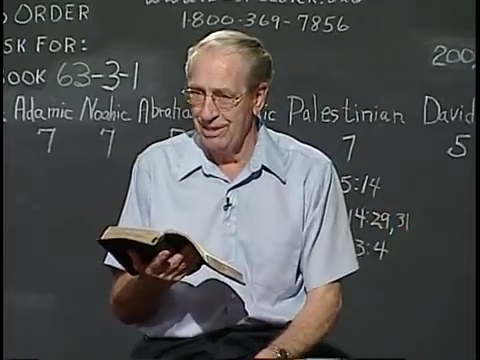 O ORDER
1-800-369-7856
SK FOR:
200
OOK 63-3-1
Adamic Noahic Abraha ic Palestinian David
7 7 7 5
5:14
14:29,31
3:4